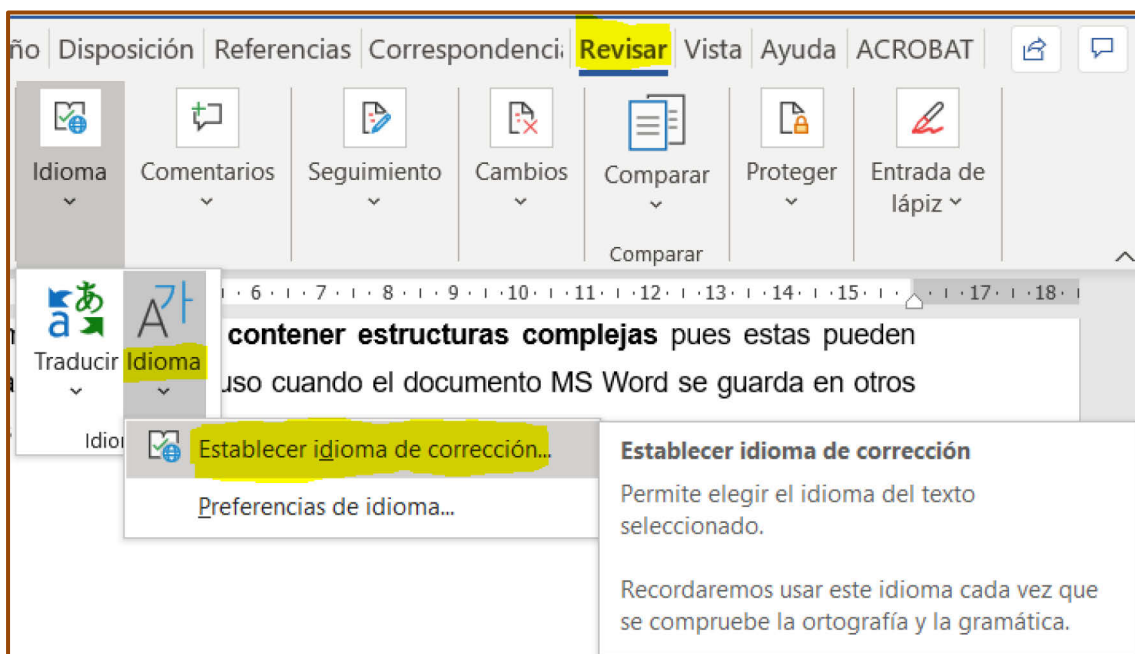 ño Disposición Referencias Correspondenci Revisar Vista Ayuda ACROBAT
Idioma Comentarios Seguimiento Cambios Comparar Proteger Entrada de
lápiz
Comparar
6 7 8 9 10 11 12 13 14 15 17 18
contener estructuras complejas pues estas pueden
uso cuando el documento MS Word se guarda en otros
Traducir Idioma
Idio
Establecer idioma de corrección...
Preferencias de idioma...
Establecer idioma de corrección
Permite elegir el idioma del texto
seleccionado.
Recordaremos usar este idioma cada vez que
se compruebe la ortografía y la gramática.